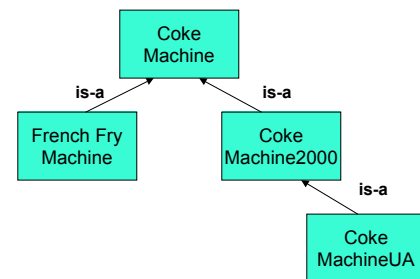 Coke
Machine
is-a
is-a
French Fry
Machine
Coke
Machine2000
is-a
Coke
MachineUA